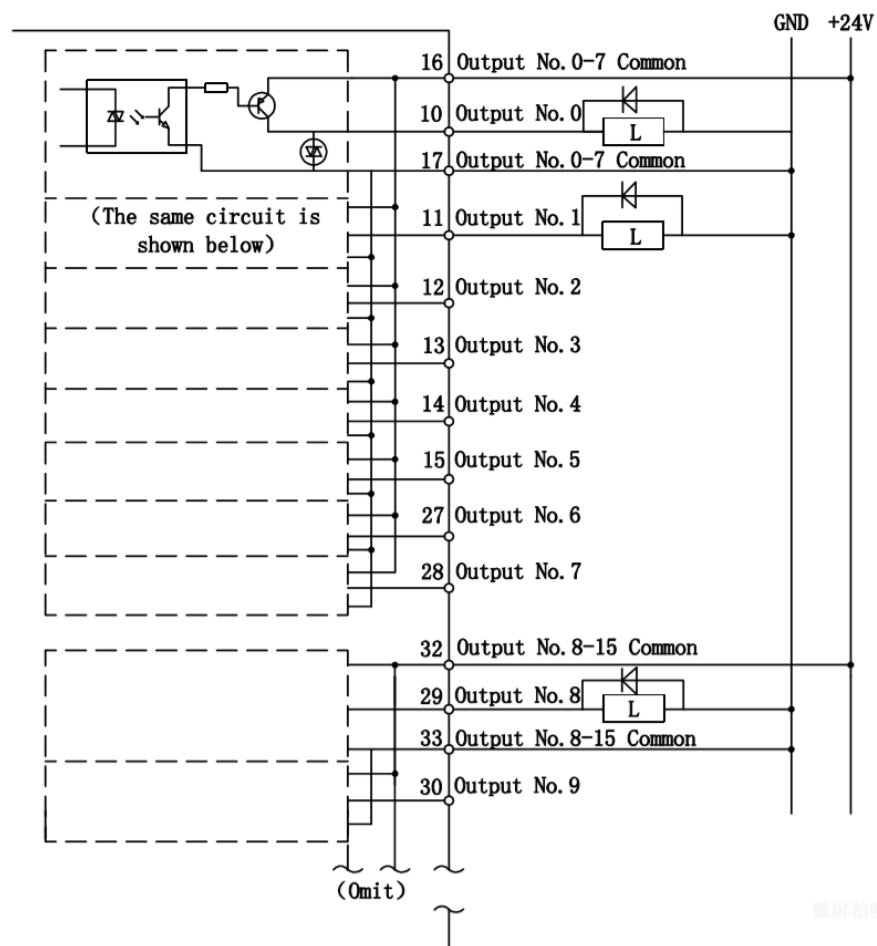 GND +24V
16 Output No.0-7 Common
10 Output No.0
L
17 Output No.0-7 Common
(The same circuit is
shown below)
11 Output No.1
L
12 Output No.2
13 Output No.3
14 Output No.4
15 Output No.5
27 Output No.6
28 Output No.7
32 Output No.8-15 Common
29 Output No.8
L
33 Output No.8-15 Common
30 Output No.9
(Omit)